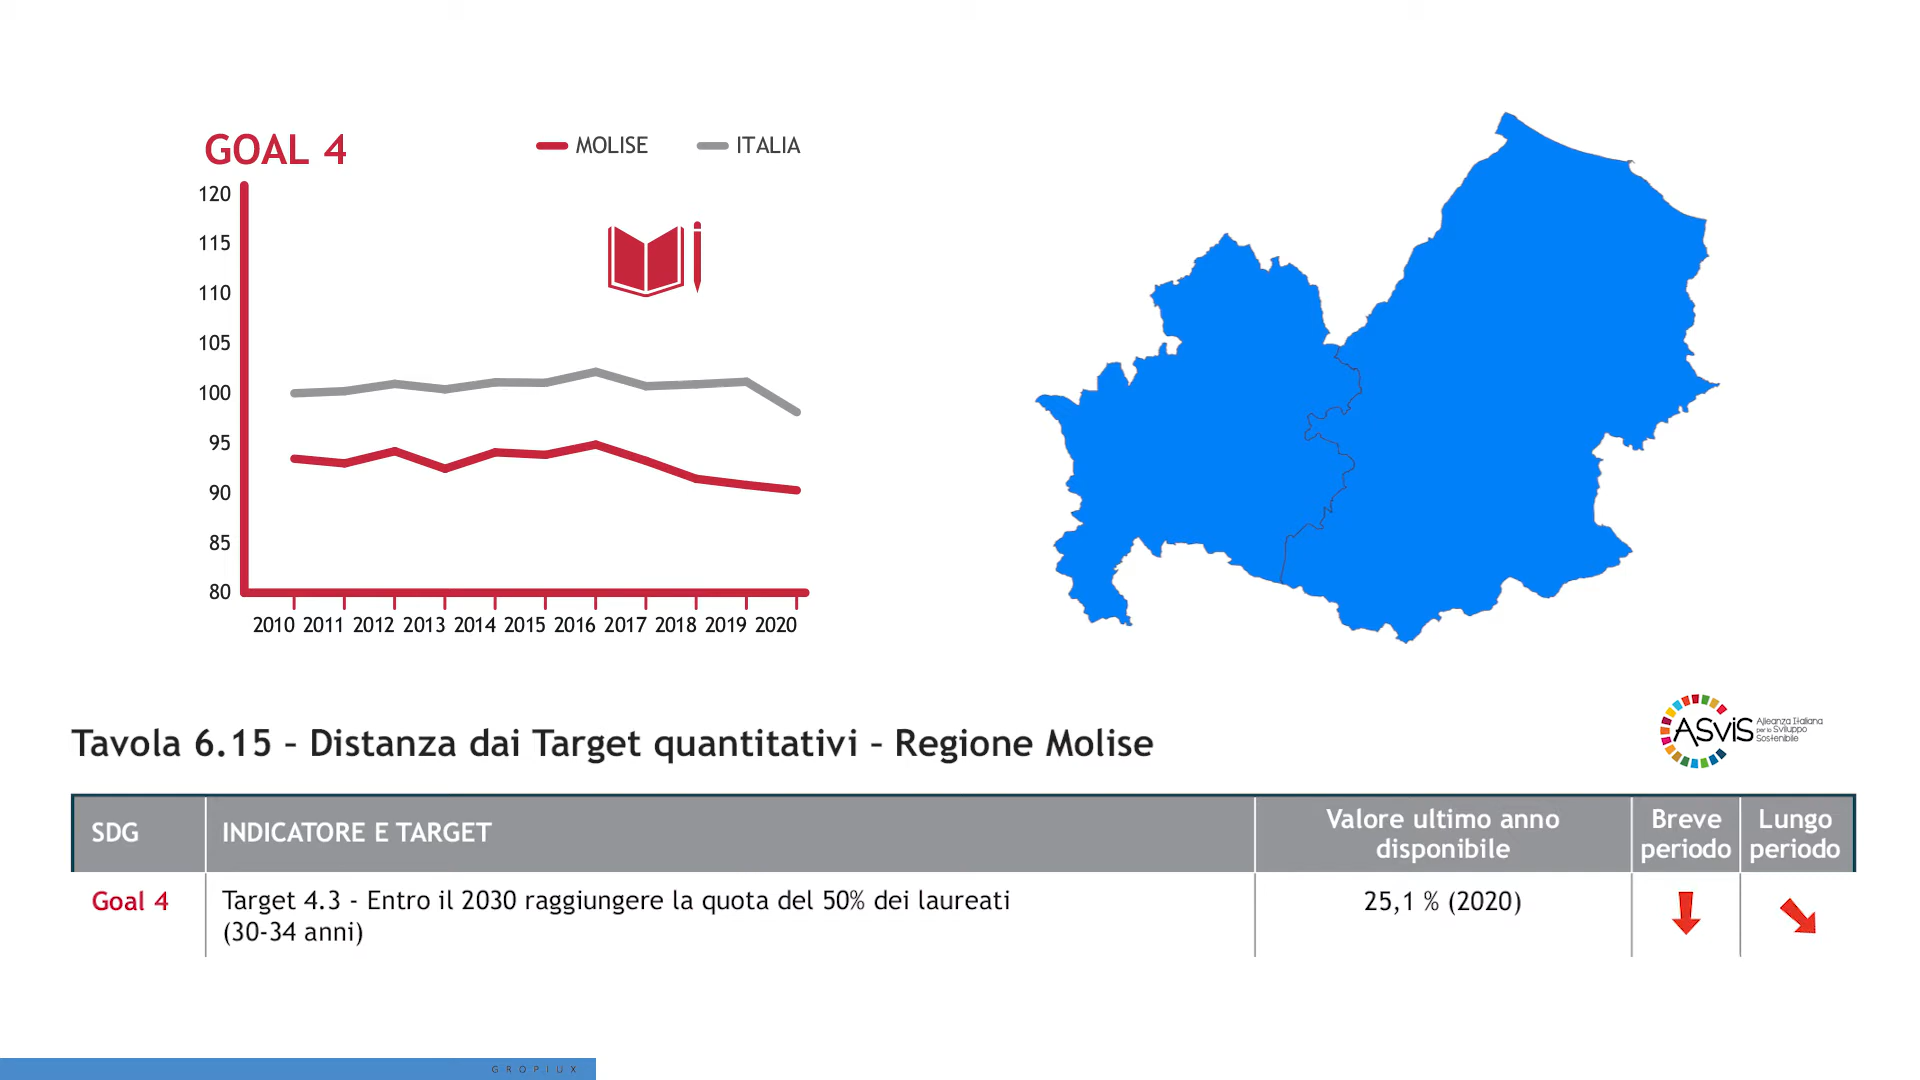 GOAL 4
MOLISE
ITALIA
120
115
110
105
100
95
90
85
80
2010 2011 2012 2013 2014 2015 2016 2017 2018 2019 2020
Tavola 6.15 – Distanza dai Target quantitativi – Regione Molise
ASviS
Alleanza Italiana
per lo Sviluppo
Sostenibile
SDG
INDICATORE E TARGET
Valore ultimo anno
disponibile
Breve
periodo
Lungo
periodo
Goal 4
Target 4.3 - Entro il 2030 raggiungere la quota del 50% dei laureati
(30-34 anni)
25,1 % (2020)
GROPIUX